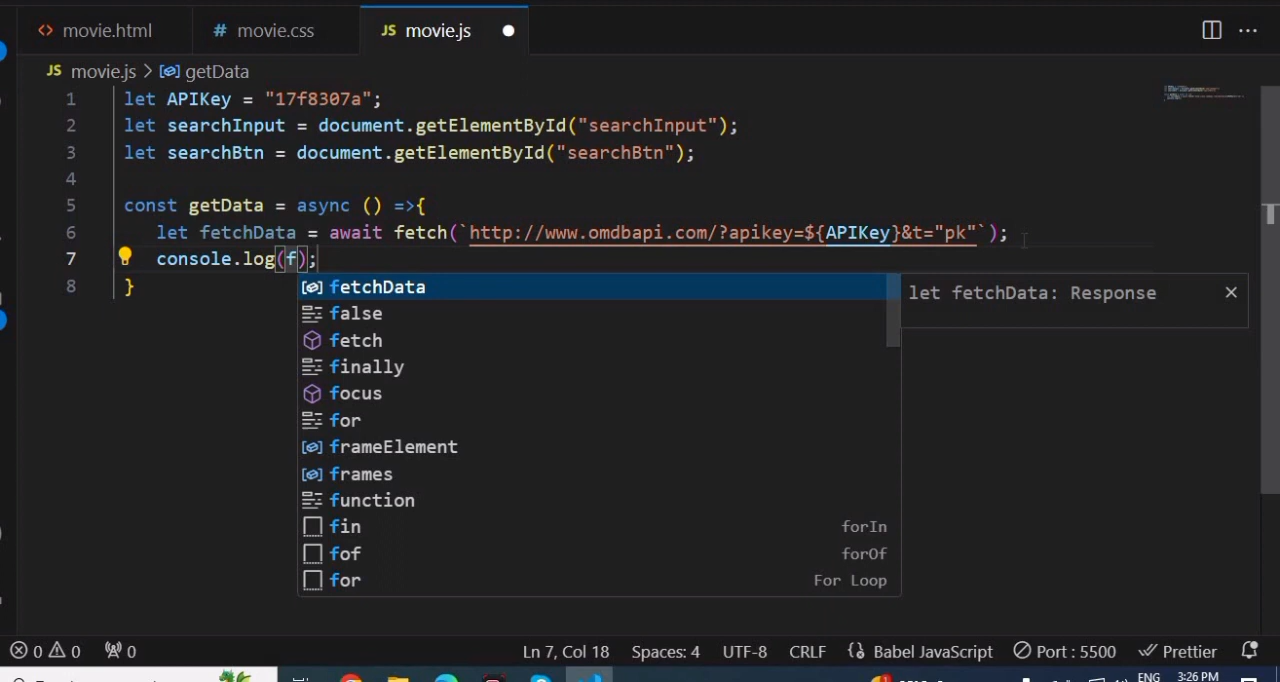 <> movie.html # movie.css JS movie.js
JS movie.js > getData
1 let APIKey = "17f8307a";
2 let searchInput = document.getElementById("searchInput");
3 let searchBtn = document.getElementById("searchBtn");
4
5 const getData = async () =>{
6 let fetchData = await fetch(`http://www.omdbapi.com/?apikey=${APIKey}&t="pk"`);
7 console.log(f);
8 }
fetchData
let fetchData: Response
false
fetch
finally
focus
for
frameElement
frames
function
fin forIn
fof forOf
for For Loop
0 0 0 Ln 7, Col 18 Spaces: 4 UTF-8 CRLF Babel JavaScript Port : 5500 Prettier
ENG 3:26 PM